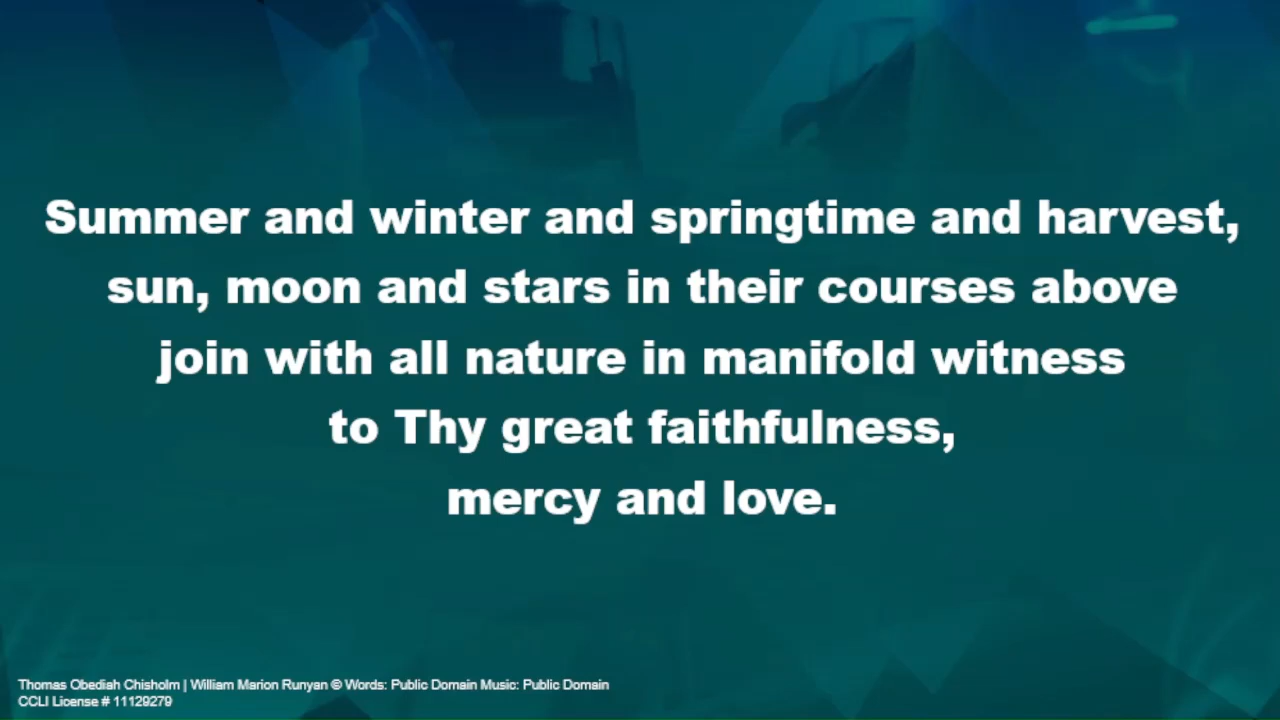 Summer and winter and springtime and harvest,
sun, moon and stars in their courses above
join with all nature in manifold witness
to Thy great faithfulness,
mercy and love.
Thomas Obediah Chisholm | William Marion Runyan © Words: Public Domain Music: Public Domain
CCLI License # 11129279